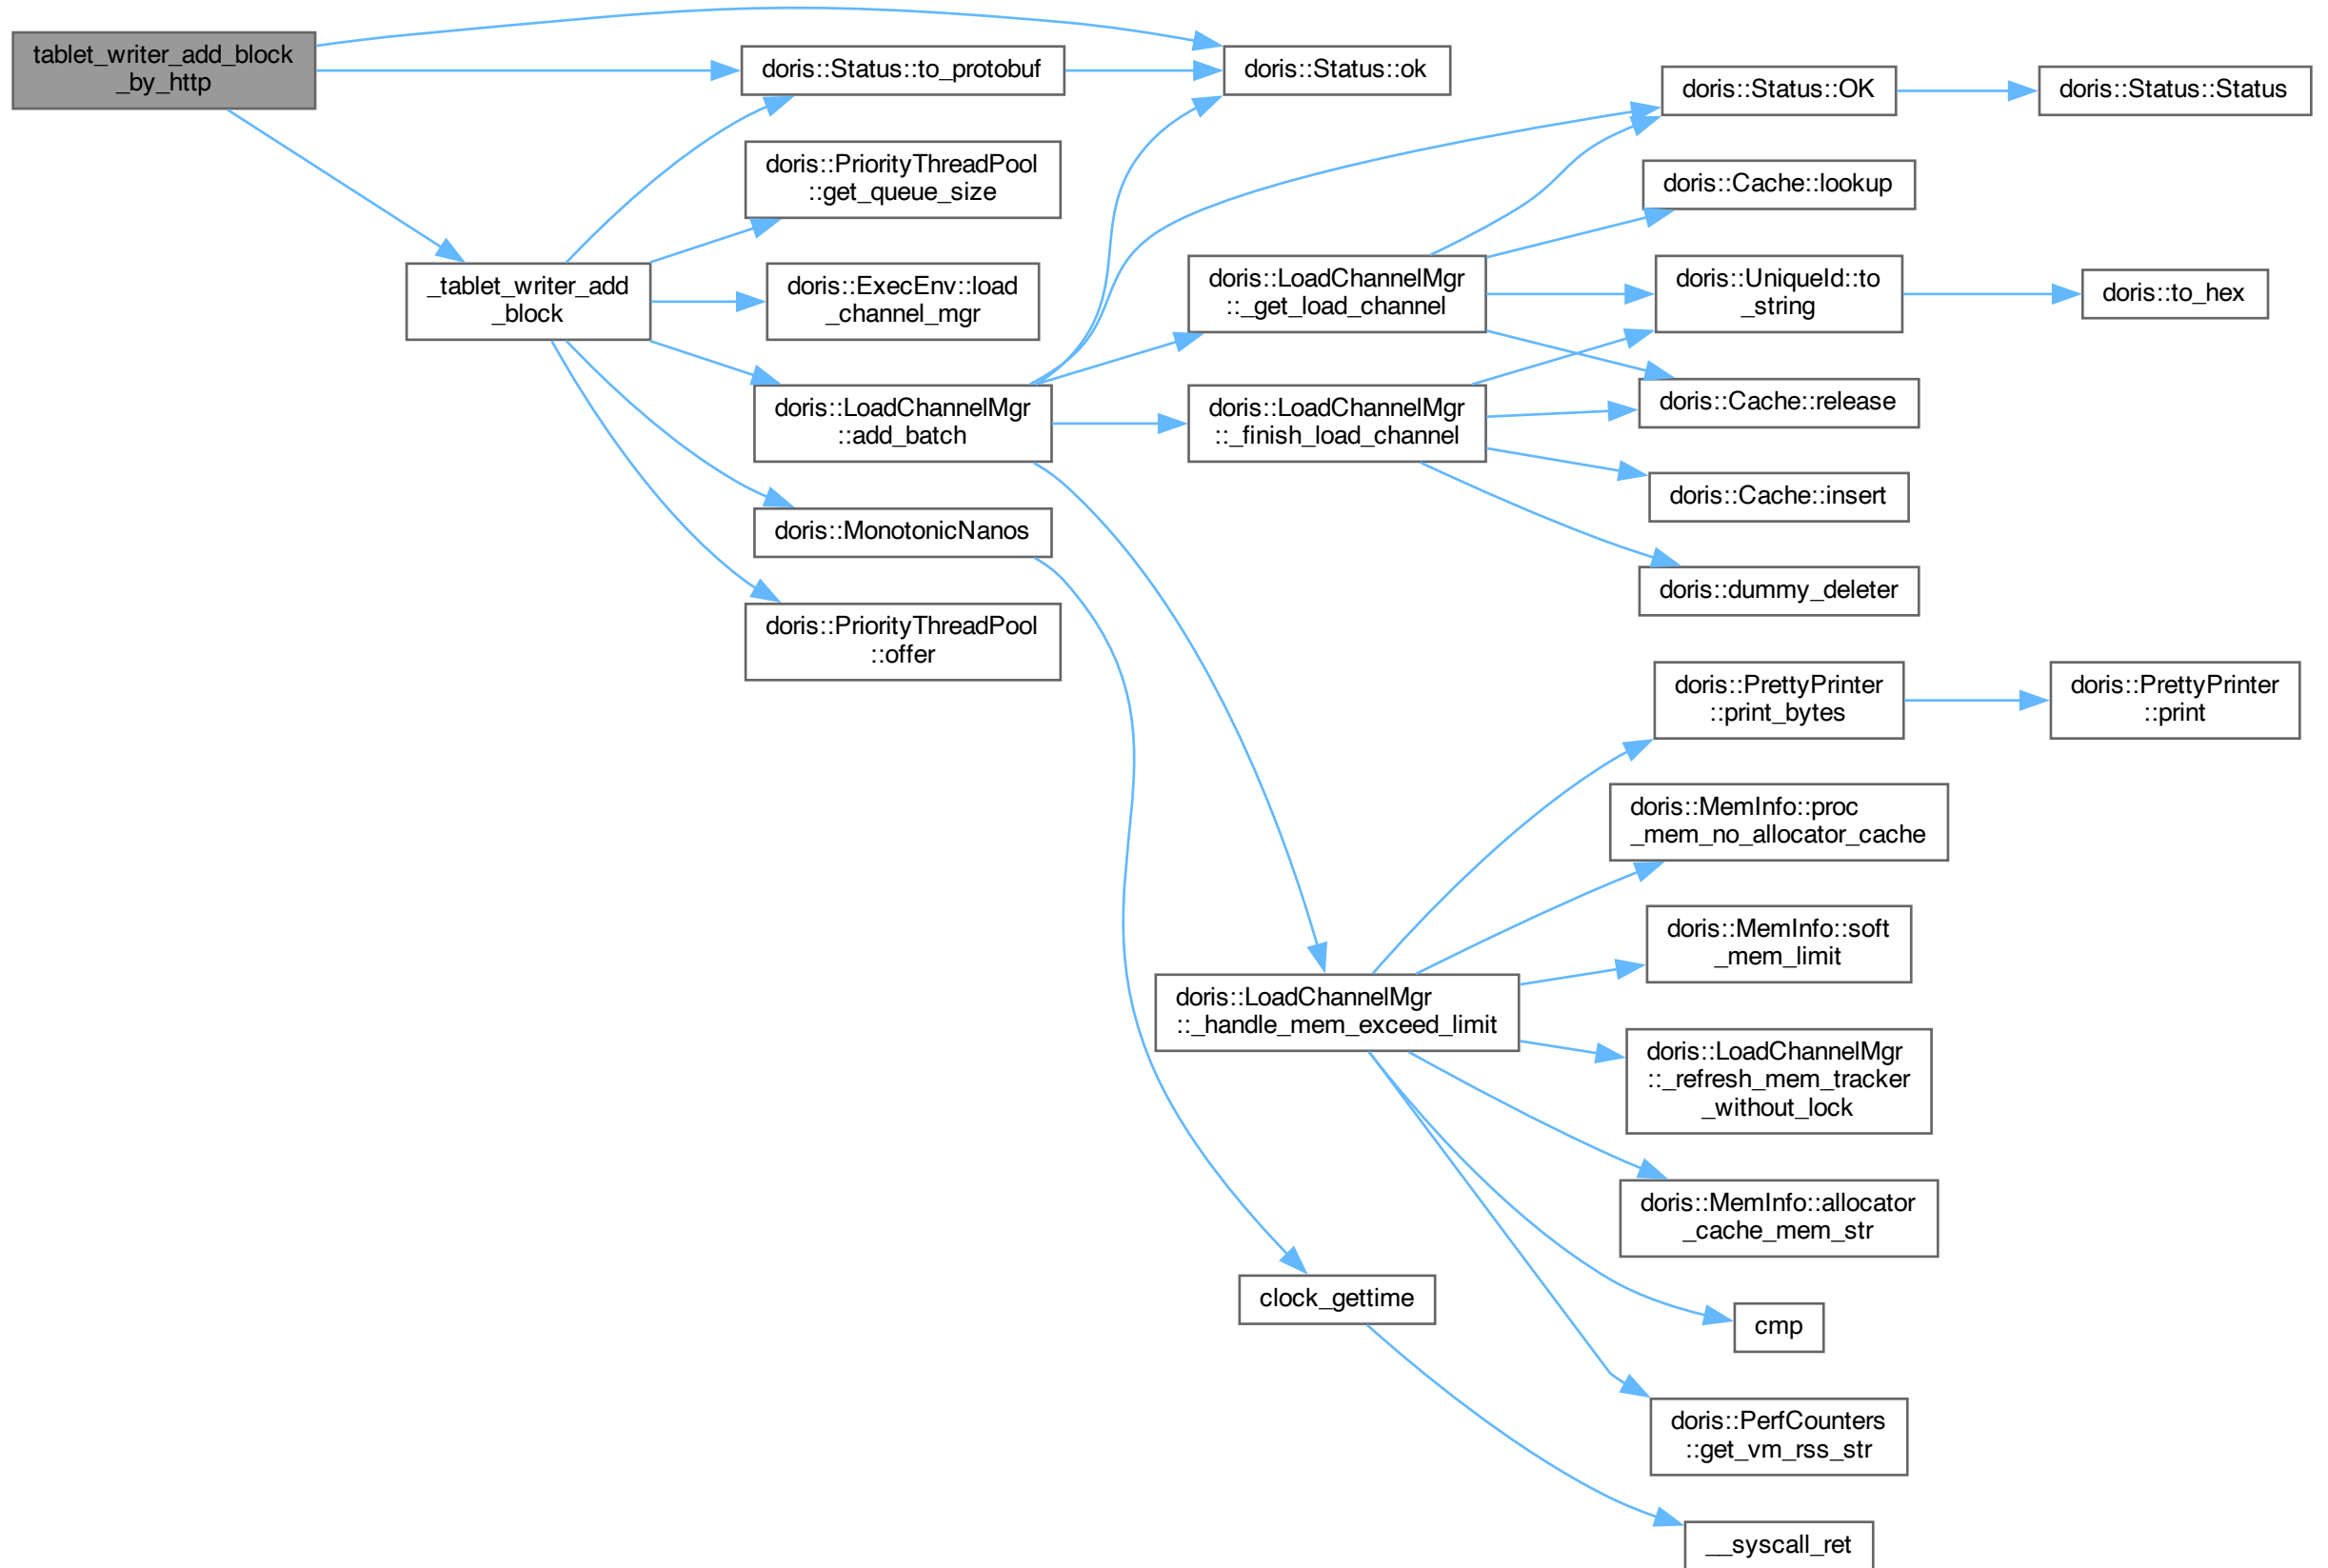 tablet_writer_add_block
_by_http
doris::Status::to_protobuf
doris::Status::ok
doris::Status::OK
doris::Status::Status
doris::PriorityThreadPool
::get_queue_size
doris::Cache::lookup
_tablet_writer_add
_block
doris::ExecEnv::load
_channel_mgr
doris::LoadChannelMgr
::_get_load_channel
doris::UniqueId::to
_string
doris::to_hex
doris::LoadChannelMgr
::add_batch
doris::LoadChannelMgr
::_finish_load_channel
doris::Cache::release
doris::Cache::insert
doris::MonotonicNanos
doris::dummy_deleter
doris::PriorityThreadPool
::offer
doris::PrettyPrinter
::print_bytes
doris::PrettyPrinter
::print
doris::MemInfo::proc
_mem_no_allocator_cache
doris::MemInfo::soft
_mem_limit
doris::LoadChannelMgr
::_handle_mem_exceed_limit
doris::LoadChannelMgr
::_refresh_mem_tracker
_without_lock
doris::MemInfo::allocator
_cache_mem_str
clock_gettime
cmp
doris::PerfCounters
::get_vm_rss_str
__syscall_ret